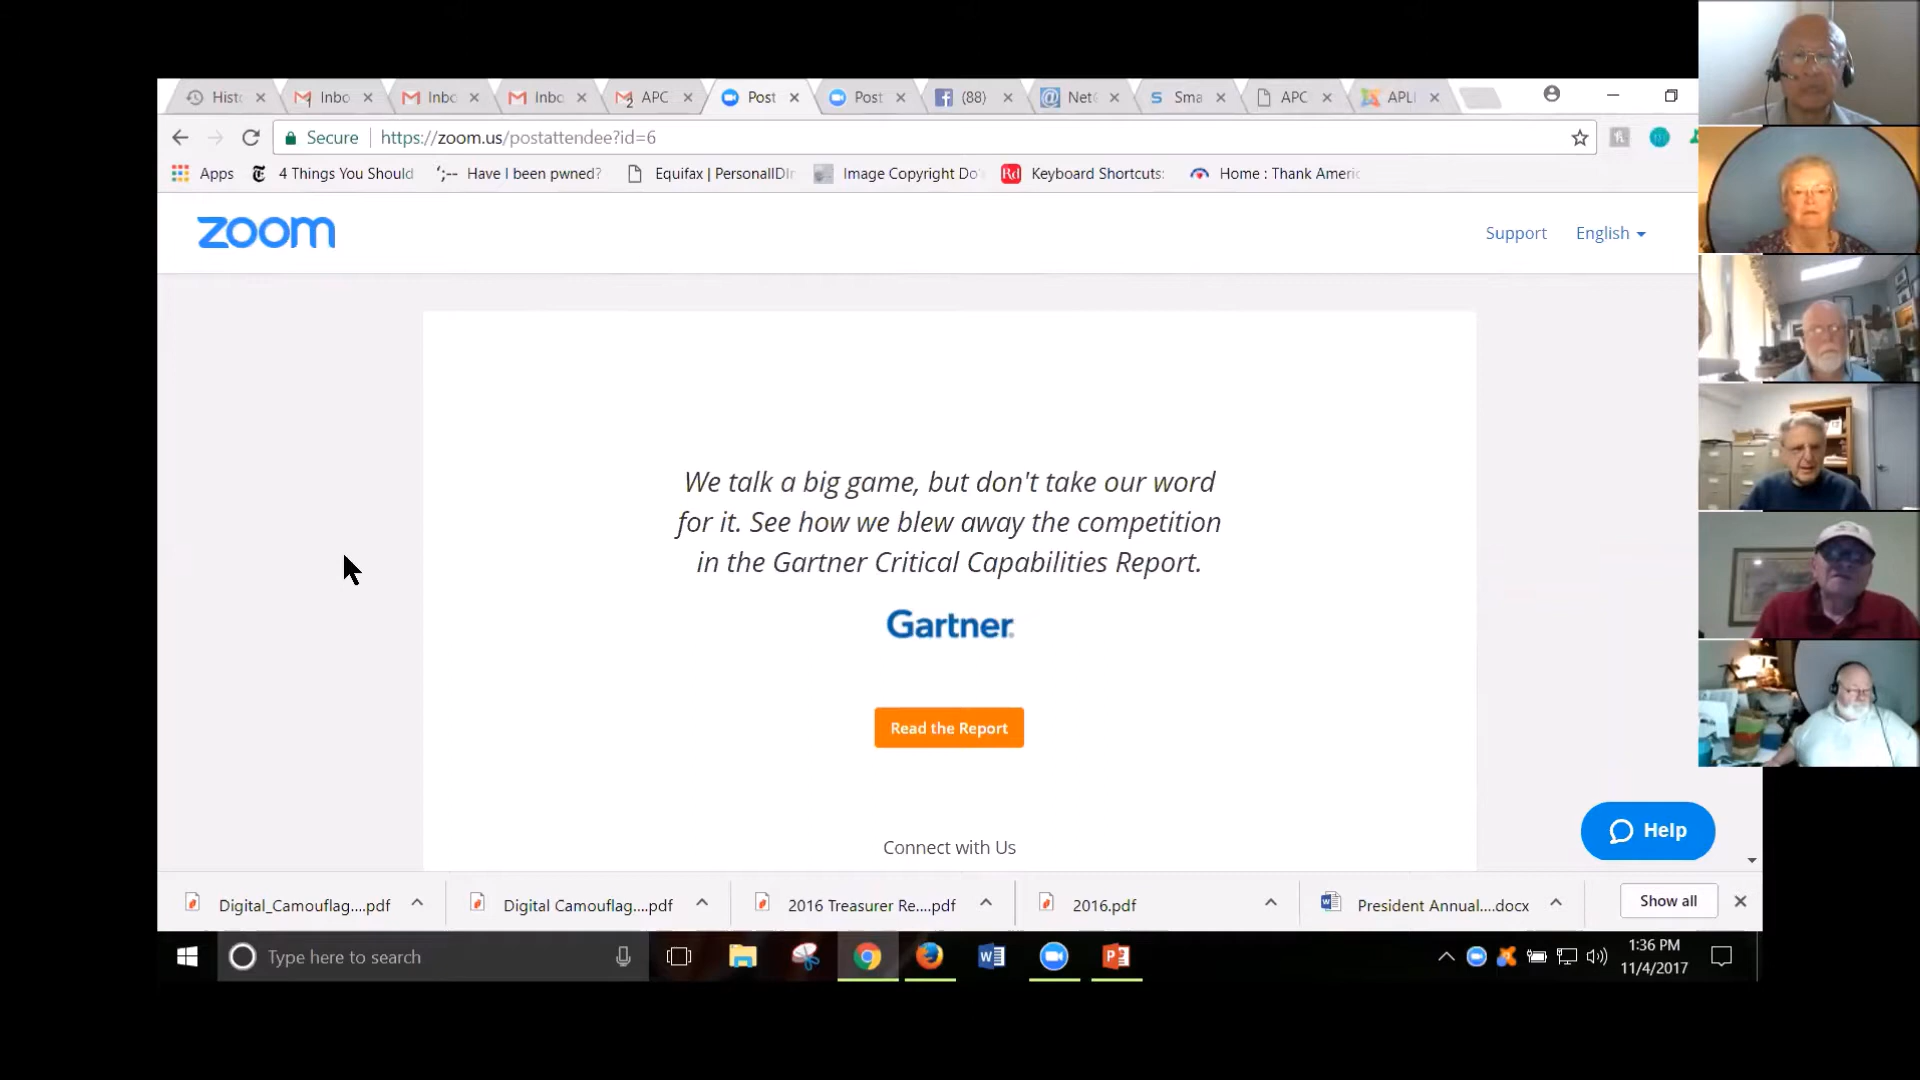 Hist Inbo Inbo Inbo APC Post Post (88) Net Sma APC APLI
Secure https://zoom.us/postattendee?id=6
Apps 4 Things You Should Have I been pwned? Equifax | PersonalIDIn Image Copyright Do' Rd Keyboard Shortcuts: Home : Thank Americ
zoom
Support English
We talk a big game, but don't take our word
for it. See how we blew away the competition
in the Gartner Critical Capabilities Report.
Gartner
Read the Report
Connect with Us
Help
Digital_Camouflag....pdf Digital Camouflag....pdf 2016 Treasurer Re....pdf 2016.pdf President Annual....docx Show all
Type here to search
1:36 PM
11/4/2017